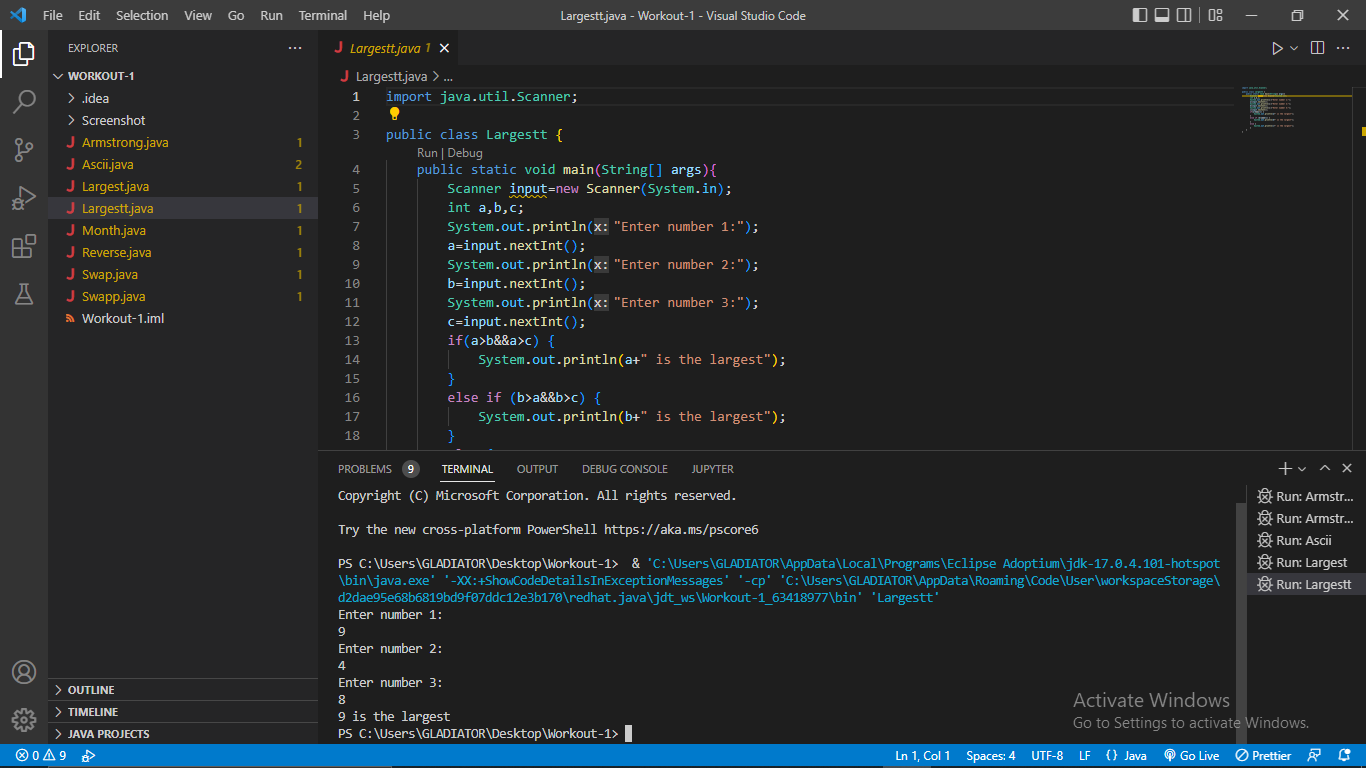 File Edit Selection View Go Run Terminal Help Largestt.java - Workout-1 - Visual Studio Code
EXPLORER
WORKOUT-1
.idea
Screenshot
Armstrong.java 1
Ascii.java 2
Largest.java 1
Largestt.java 1
Month.java 1
Reverse.java 1
Swap.java 1
Swapp.java 1
Workout-1.iml
OUTLINE
TIMELINE
JAVA PROJECTS
Largestt.java 1
Largestt.java > ...
1 import java.util.Scanner;
2
3 public class Largestt {
Run | Debug
4 public static void main(String[] args){
5 Scanner input=new Scanner(System.in);
6 int a,b,c;
7 System.out.println(x: "Enter number 1:");
8 a=input.nextInt();
9 System.out.println(x: "Enter number 2:");
10 b=input.nextInt();
11 System.out.println(x: "Enter number 3:");
12 c=input.nextInt();
13 if(a>b&&a>c) {
14 System.out.println(a+" is the largest");
15 }
16 else if (b>a&&b>c) {
17 System.out.println(b+" is the largest");
18 }
PROBLEMS 9 TERMINAL OUTPUT DEBUG CONSOLE JUPYTER
Copyright (C) Microsoft Corporation. All rights reserved.
Try the new cross-platform PowerShell https://aka.ms/pscore6
PS C:\Users\GLADIATOR\Desktop\Workout-1>  & 'C:\Users\GLADIATOR\AppData\Local\Programs\Eclipse Adoptium\jdk-17.0.4.101-hotspot
\bin\java.exe' '-XX:+ShowCodeDetailsInExceptionMessages' '-cp' 'C:\Users\GLADIATOR\AppData\Roaming\Code\User\workspaceStorage\
d2dae95e68b6819bd9f07ddc12e3b170\redhat.java\jdt_ws\Workout-1_63418977\bin' 'Largestt'
Enter number 1:
9
Enter number 2:
4
Enter number 3:
8
9 is the largest
PS C:\Users\GLADIATOR\Desktop\Workout-1>
Run: Armstr...
Run: Armstr...
Run: Ascii
Run: Largest
Run: Largestt
Activate Windows
Go to Settings to activate Windows.
0 9 Ln 1, Col 1 Spaces: 4 UTF-8 LF {} Java Go Live Prettier